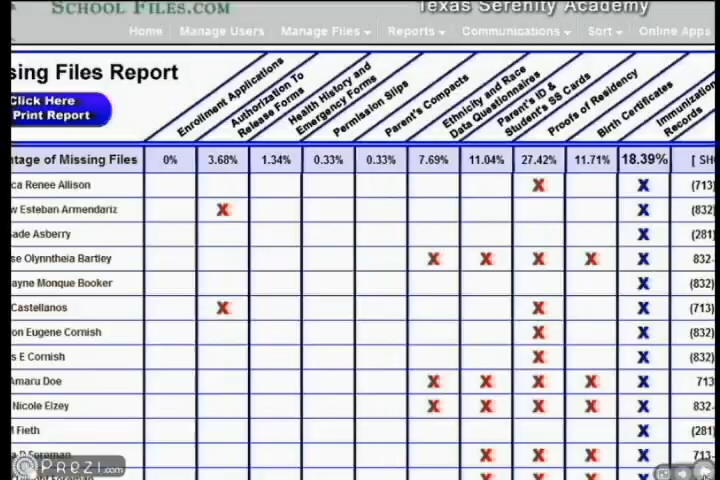 SCHOOL FILES.COM
Texas Serenity Academy
Home Manage Users Manage Files Reports Communications Sort Online Apps
sing Files Report
Click Here
Print Report
Enrollment Applications
Authorization To
Release Forms
Health History and
Emergency Forms
Permission Slips
Parent's Compacts
Ethnicity and Race
Data Questionnaires
Parent's ID &
Student's SS Cards
Proofs of Residency
Birth Certificates
Immunization
Records
ntage of Missing Files 0% 3.68% 1.34% 0.33% 0.33% 7.69% 11.04% 27.42% 11.71% 18.39% [ SH
ca Renee Allison X X (713)
w Esteban Armendariz X X (832)
ade Asberry X (281)
se Olynntheia Bartley X X X X X 832-
ayne Monque Booker X (832)
Castellanos X X X (713)
on Eugene Cornish X X (832)
s E Cornish X X (832)
Amaru Doe X X X X X 713
Nicole Elzey X X X X X 832-
M Fieth X (281)
Foreman X X X X 713-
Prezi.com